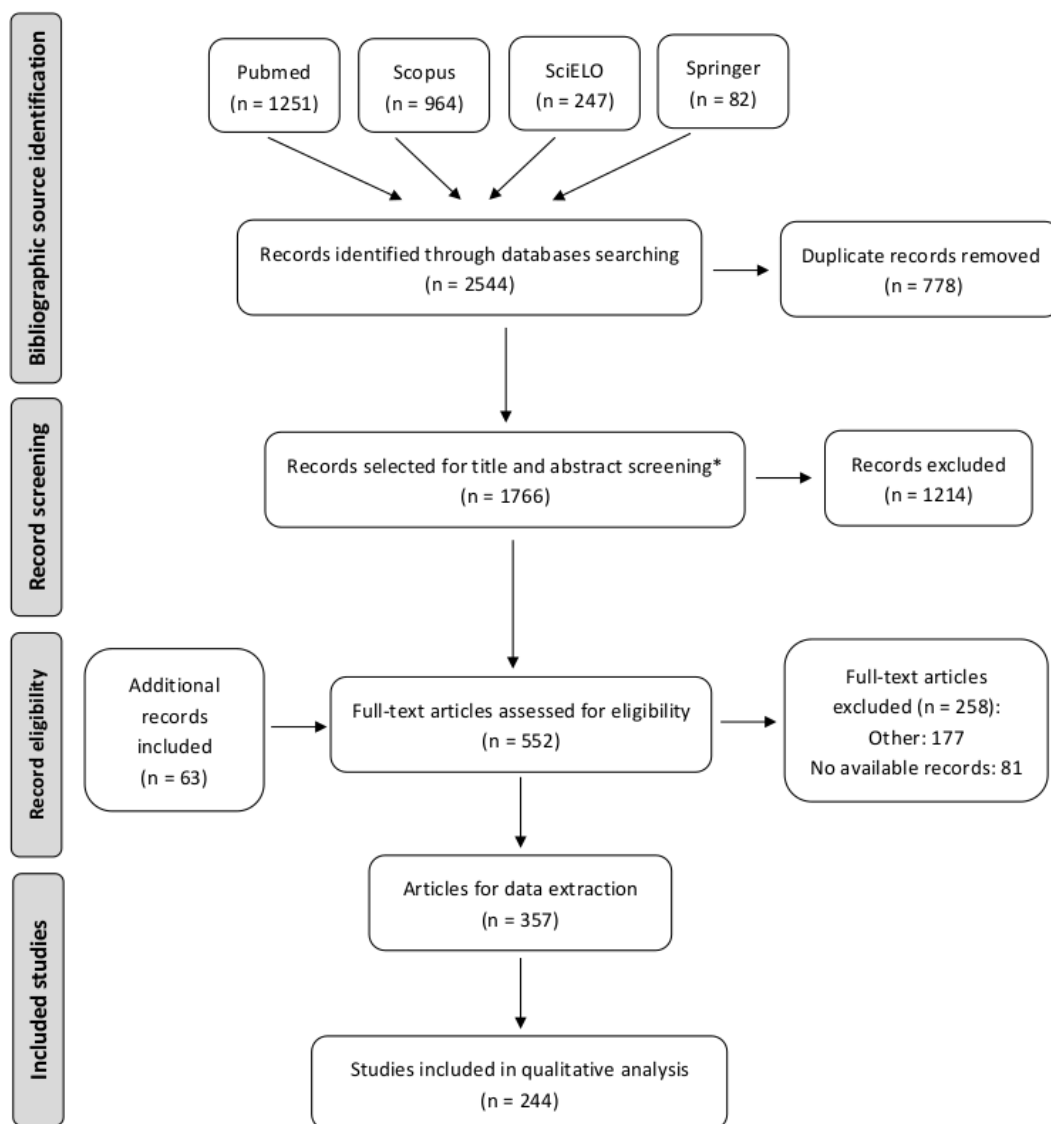 Bibliographic source identification
Pubmed
(n = 1251)
Scopus
(n = 964)
SciELO
(n = 247)
Springer
(n = 82)
Records identified through databases searching
(n = 2544)
Duplicate records removed
(n = 778)
Record screening
Records selected for title and abstract screening*
(n = 1766)
Records excluded
(n = 1214)
Record eligibility
Additional
records
included
(n = 63)
Full-text articles assessed for eligibility
(n = 552)
Full-text articles
excluded (n = 258):
Other: 177
No available records: 81
Included studies
Articles for data extraction
(n = 357)
Studies included in qualitative analysis
(n = 244)